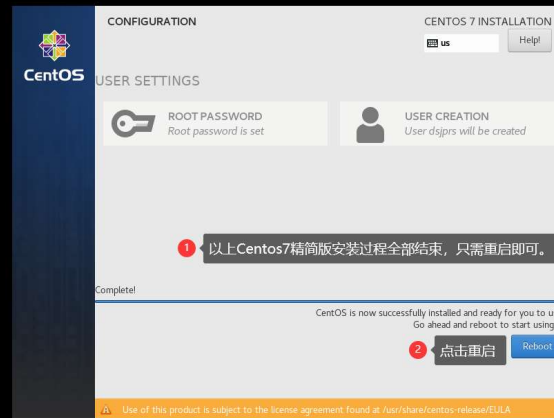 CONFIGURATION
CENTOS 7 INSTALLATION
us
Help!
CentOS
USER SETTINGS
ROOT PASSWORD
Root password is set
USER CREATION
User dsjprs will be created
1 以上Centos7精简版安装过程全部结束，只需重启即可。
Complete!
CentOS is now successfully installed and ready for you to u
Go ahead and reboot to start using
2 点击重启
Reboot
Use of this product is subject to the license agreement found at /usr/share/centos-release/EULA